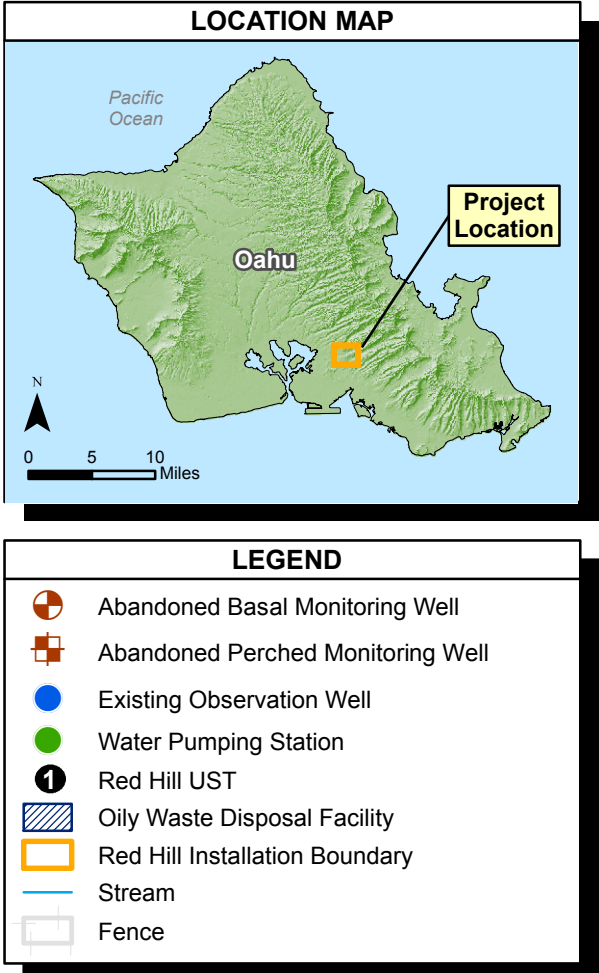 LOCATION MAP
Pacific
Ocean
Project
Location
Oahu
N
0 5 10
Miles
LEGEND
Abandoned Basal Monitoring Well
Abandoned Perched Monitoring Well
Existing Observation Well
Water Pumping Station
1 Red Hill UST
Oily Waste Disposal Facility
Red Hill Installation Boundary
Stream
Fence